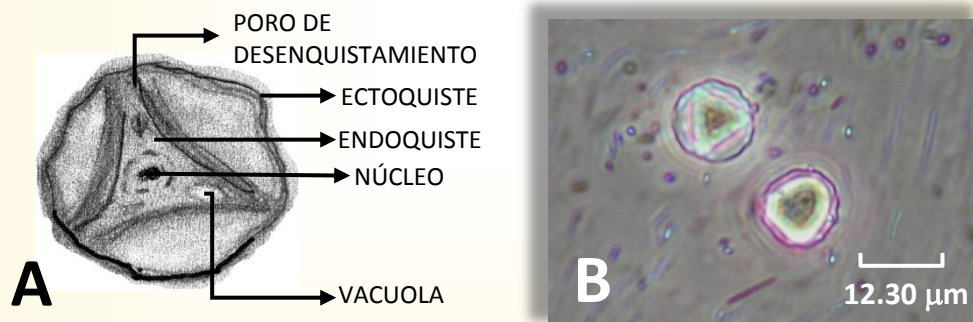 PORO DE
DESENQUISTAMIENTO
ECTOQUISTE
ENDOQUISTE
NÚCLEO
VACUOLA
A
B
12.30 μm